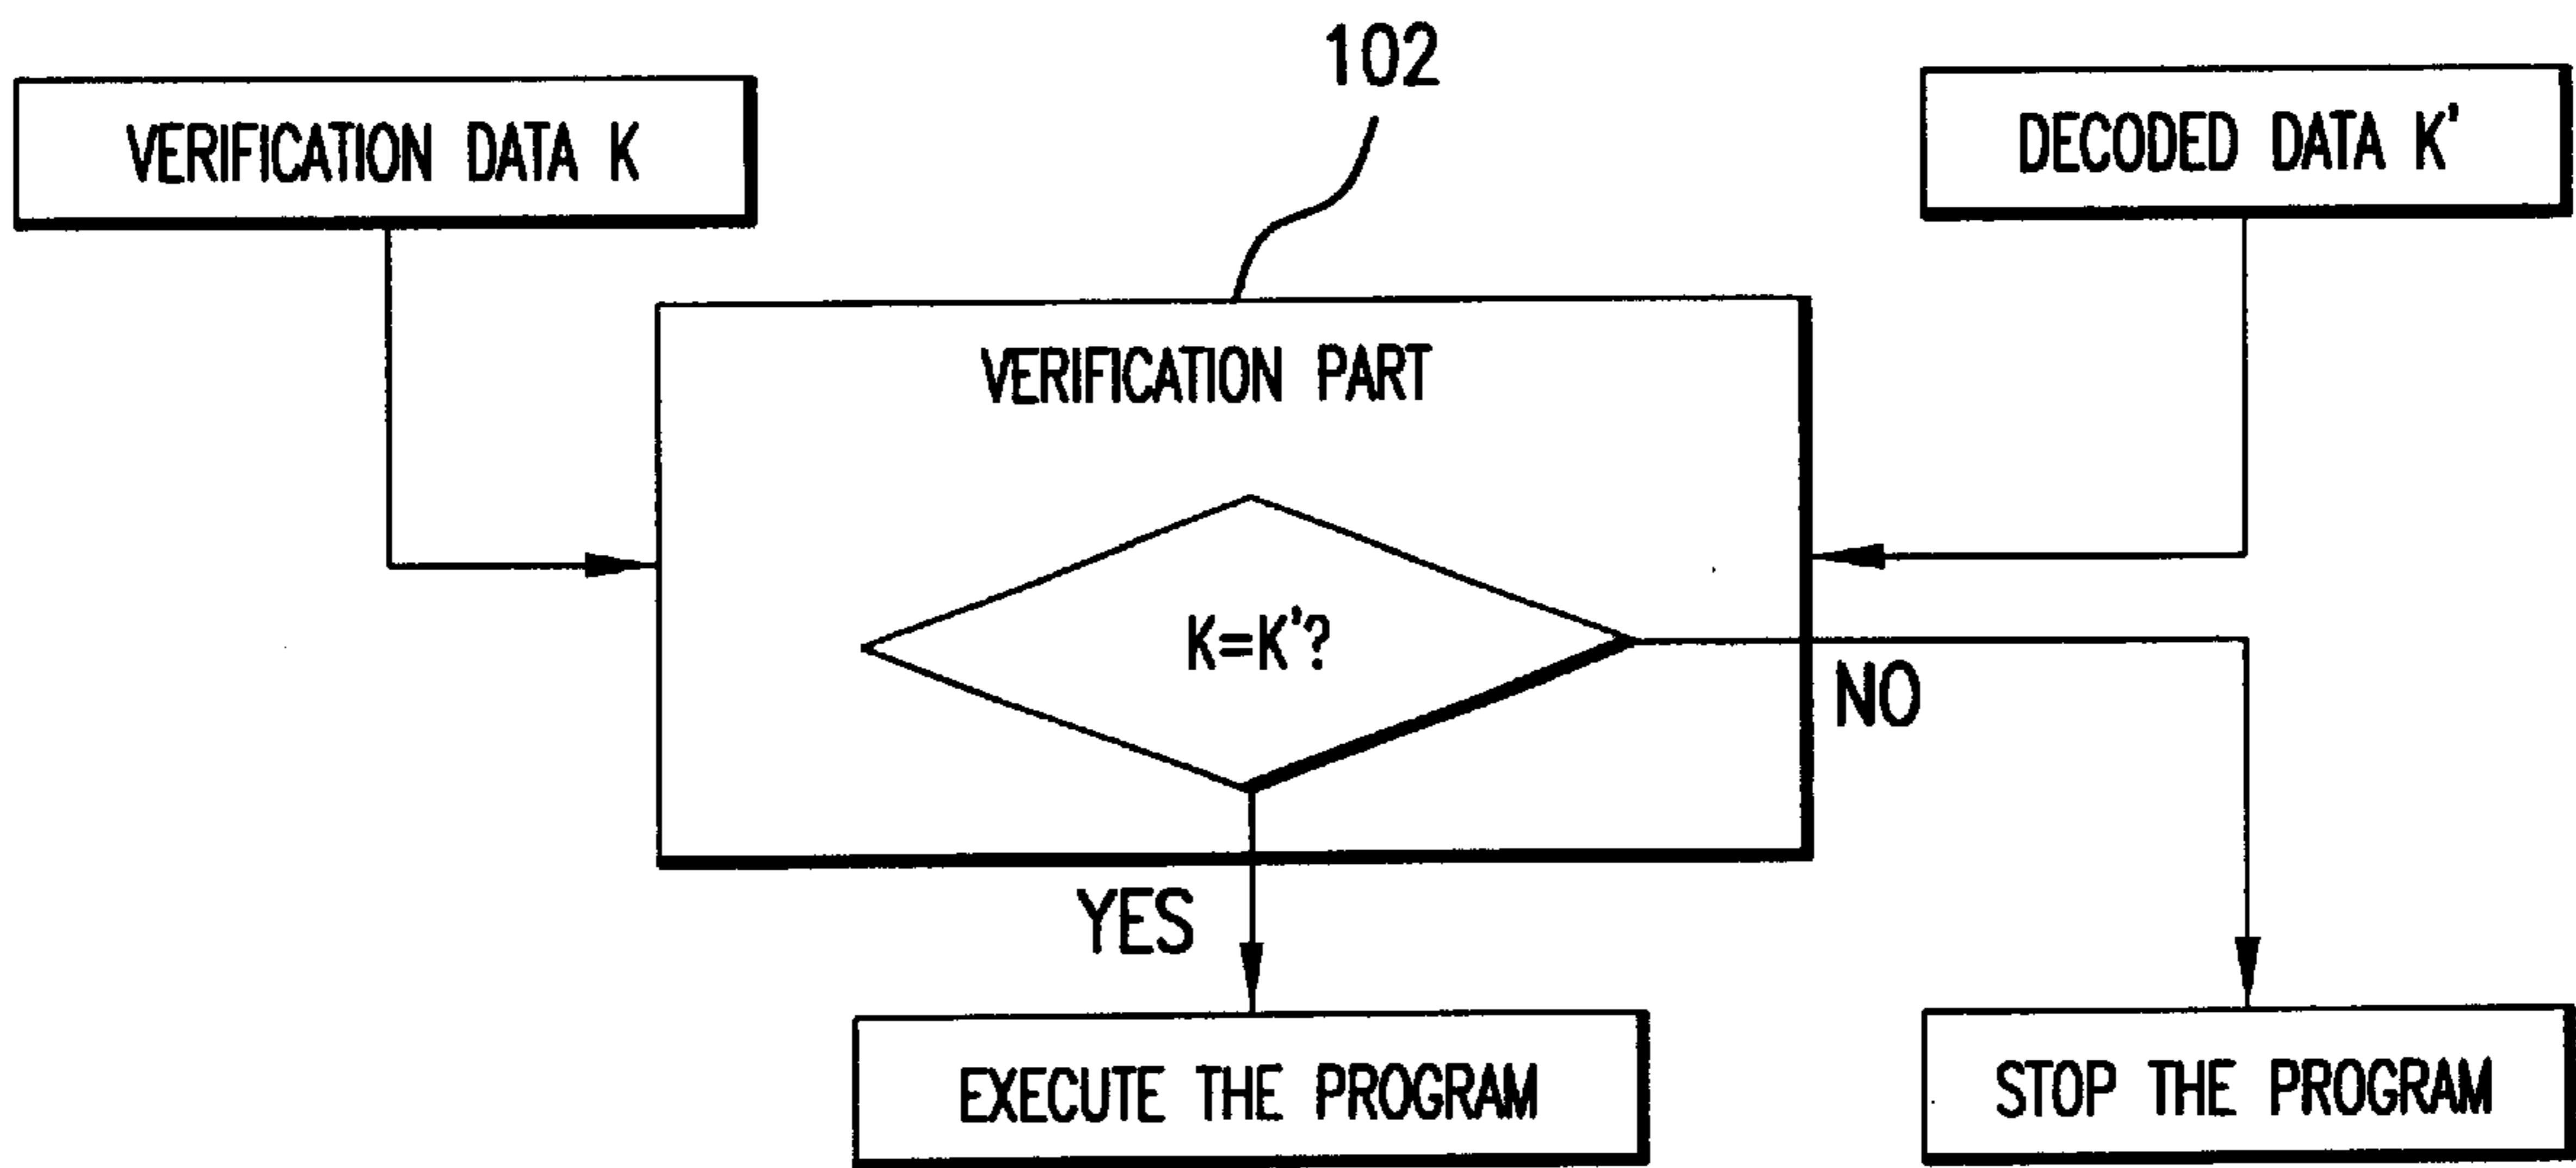 102
VERIFICATION DATA K
DECODED DATA K'
VERIFICATION PART
K=K'?
NO
YES
EXECUTE THE PROGRAM
STOP THE PROGRAM